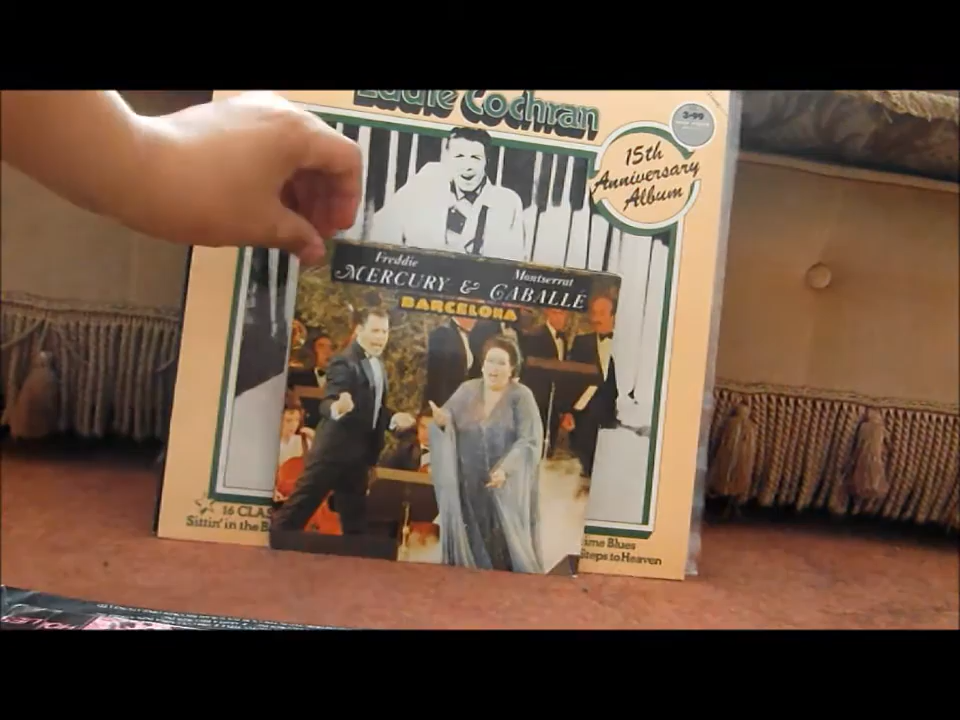 Eddie Cochran
3-99
15th
Anniversary
Album
Freddie
MERCURY & 
Montserrat
CABALLÉ
BARCELONA
16 CLAS
Sittin' in the B
ime Blues
Steps to Heaven